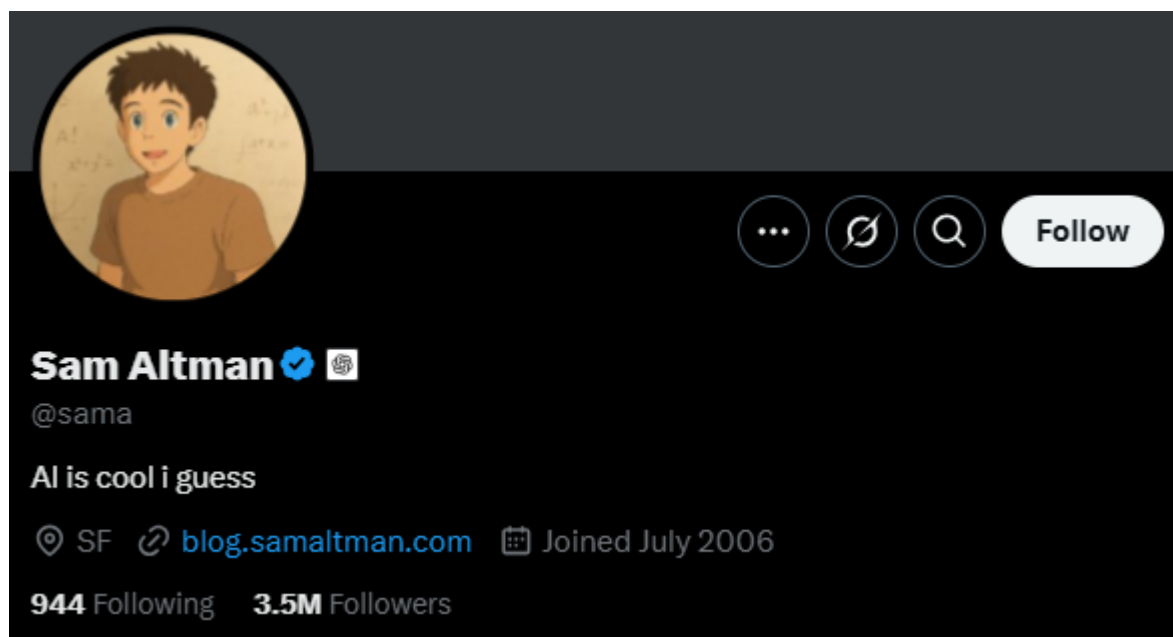 Follow
Sam Altman
@sama
AI is cool i guess
SF blog.samaltman.com Joined July 2006
944 Following 3.5M Followers